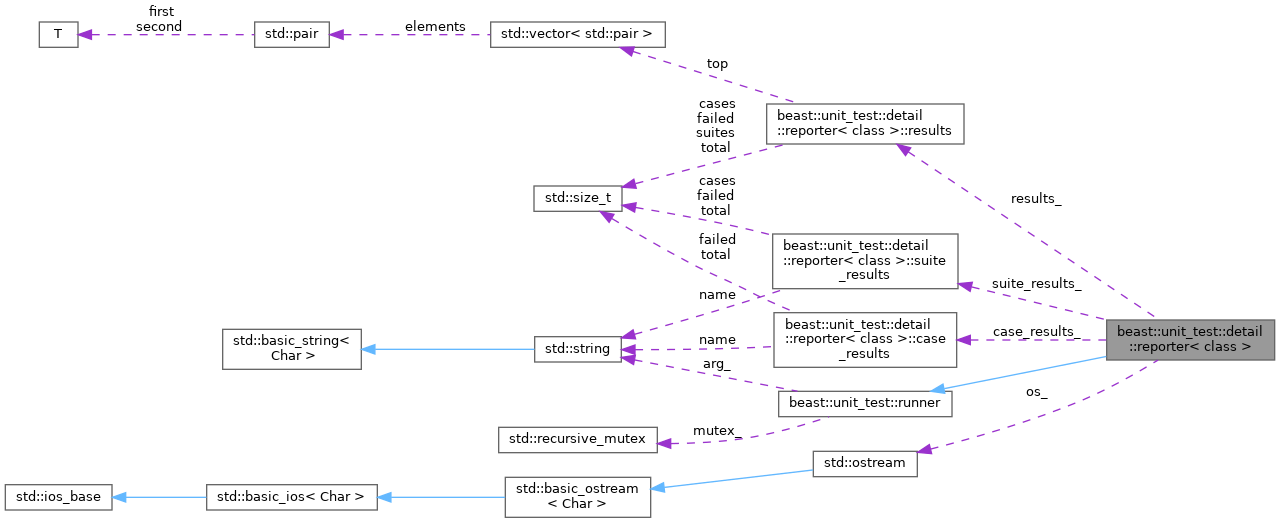 first
second
T
std::pair
elements
std::vector< std::pair >
top
cases
failed
suites
total
beast::unit_test::detail
::reporter< class >::results
std::size_t
cases
failed
total
results_
failed
total
beast::unit_test::detail
::reporter< class >::suite
_results
suite_results_
name
std::basic_string<
Char >
std::string
name
beast::unit_test::detail
::reporter< class >::case
_results
case_results_
beast::unit_test::detail
::reporter< class >
arg_
beast::unit_test::runner
os_
std::recursive_mutex
mutex_
std::ostream
std::ios_base
std::basic_ios< Char >
std::basic_ostream
< Char >